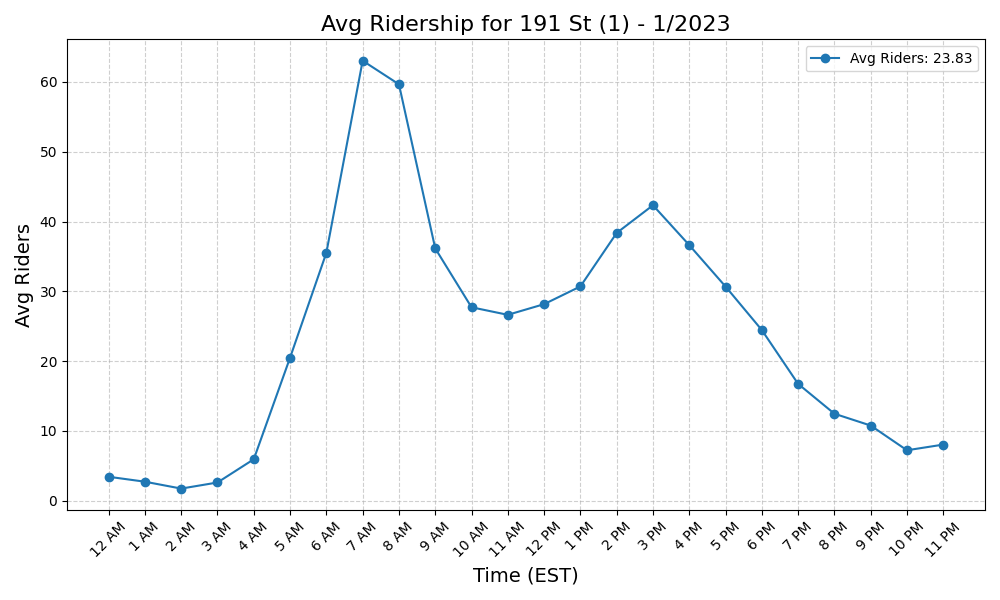 Avg Ridership for 191 St (1) - 1/2023
Avg Riders: 23.83
Avg Riders
60
50
40
30
20
10
0
12 AM
1 AM
2 AM
3 AM
4 AM
5 AM
6 AM
7 AM
8 AM
9 AM
10 AM
11 AM
12 PM
1 PM
2 PM
3 PM
4 PM
5 PM
6 PM
7 PM
8 PM
9 PM
10 PM
11 PM
Time (EST)